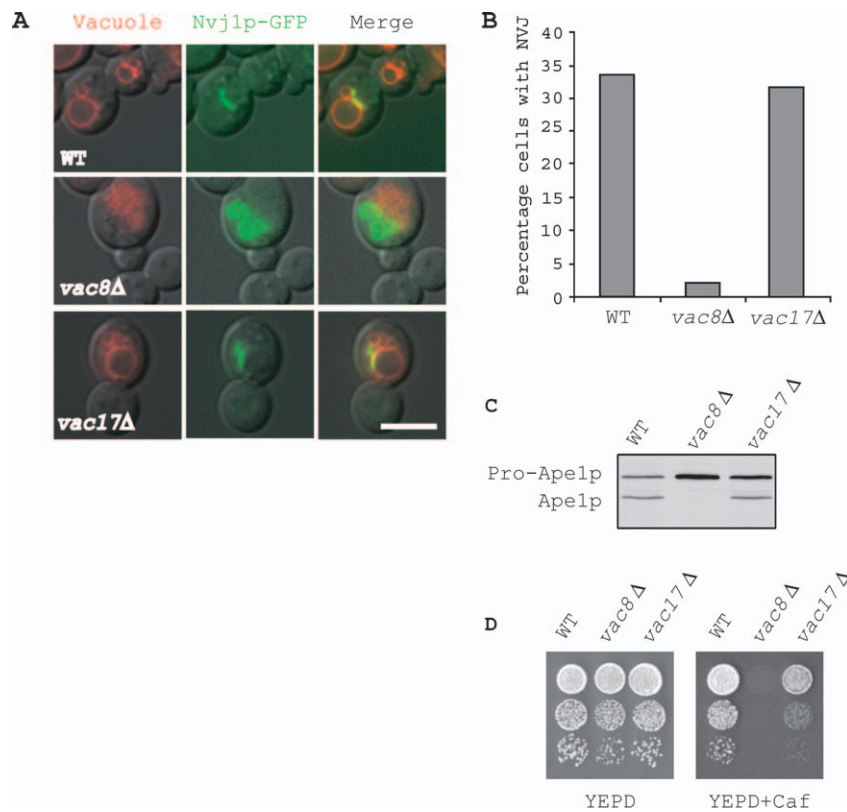 A
Vacuole Nvj1p-GFP Merge
WT
vac8Δ
vac17Δ
B
Percentage cells with NVJ
40
35
30
25
20
15
10
5
0
WT vac8Δ vac17Δ
C
WT vac8Δ vac17Δ
Pro-Ape1p
Ape1p
D
WT vac8Δ vac17Δ WT vac8Δ vac17Δ
YEPD YEPD+Caf